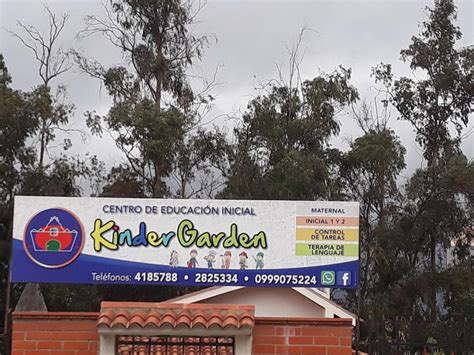 CENTRO DE EDUCACIÓN INICIAL
Kinder Garden
MATERNAL
INICIAL 1 Y 2
CONTROL
DE TAREAS
TERAPIA DE
LENGUAJE
Teléfonos: 4185788 - 2825334 - 0999075224